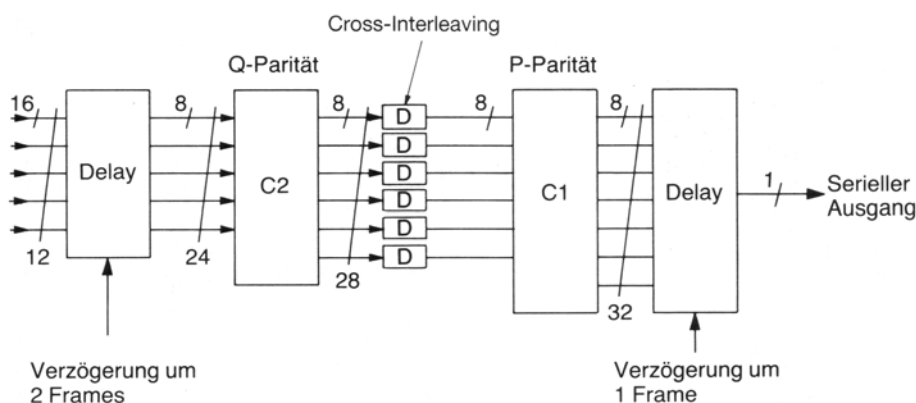 Cross-Interleaving
Q-Parität
P-Parität
16
8
8
8
8
D
D
D
D
D
D
Delay
C2
C1
Delay
1
Serieller
Ausgang
12
24
28
32
Verzögerung um
2 Frames
Verzögerung um
1 Frame